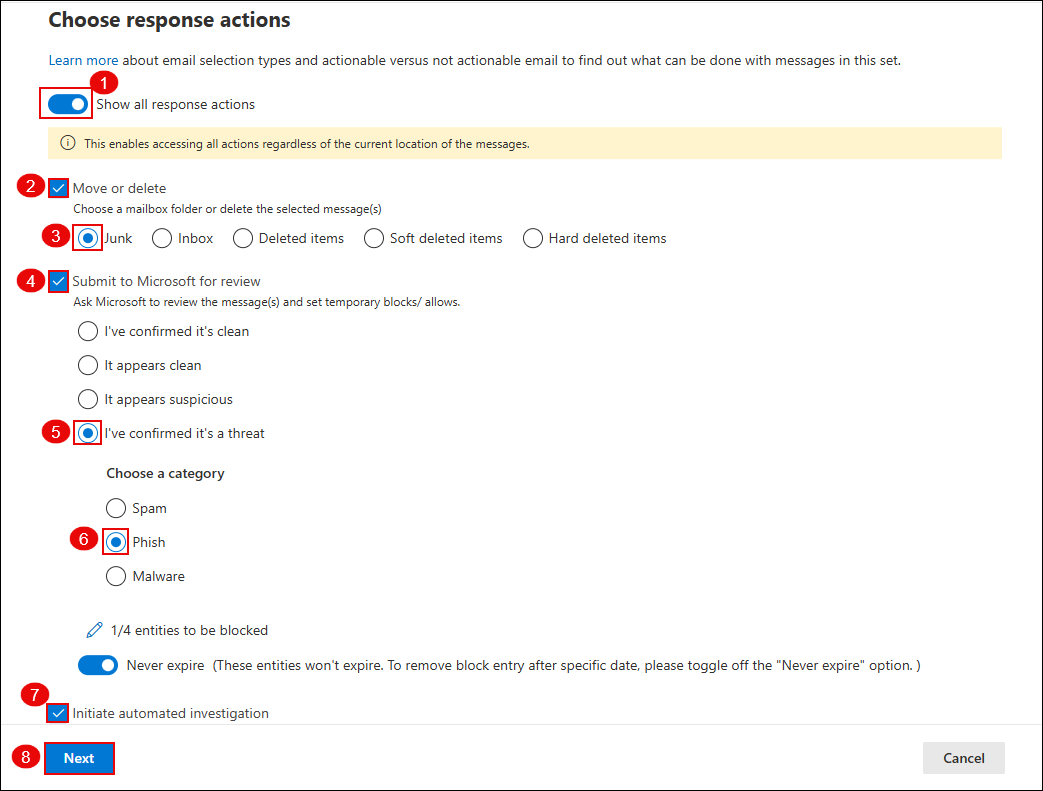 Choose response actions
Learn more about email selection types and actionable versus not actionable email to find out what can be done with messages in this set.
1
Show all response actions
This enables accessing all actions regardless of the current location of the messages.
2 Move or delete
Choose a mailbox folder or delete the selected message(s)
3 Junk Inbox Deleted items Soft deleted items Hard deleted items
4 Submit to Microsoft for review
Ask Microsoft to review the message(s) and set temporary blocks/ allows.
I've confirmed it's clean
It appears clean
It appears suspicious
5 I've confirmed it's a threat
Choose a category
Spam
6 Phish
Malware
1/4 entities to be blocked
Never expire (These entities won't expire. To remove block entry after specific date, please toggle off the "Never expire" option. )
7
Initiate automated investigation
8 Next Cancel